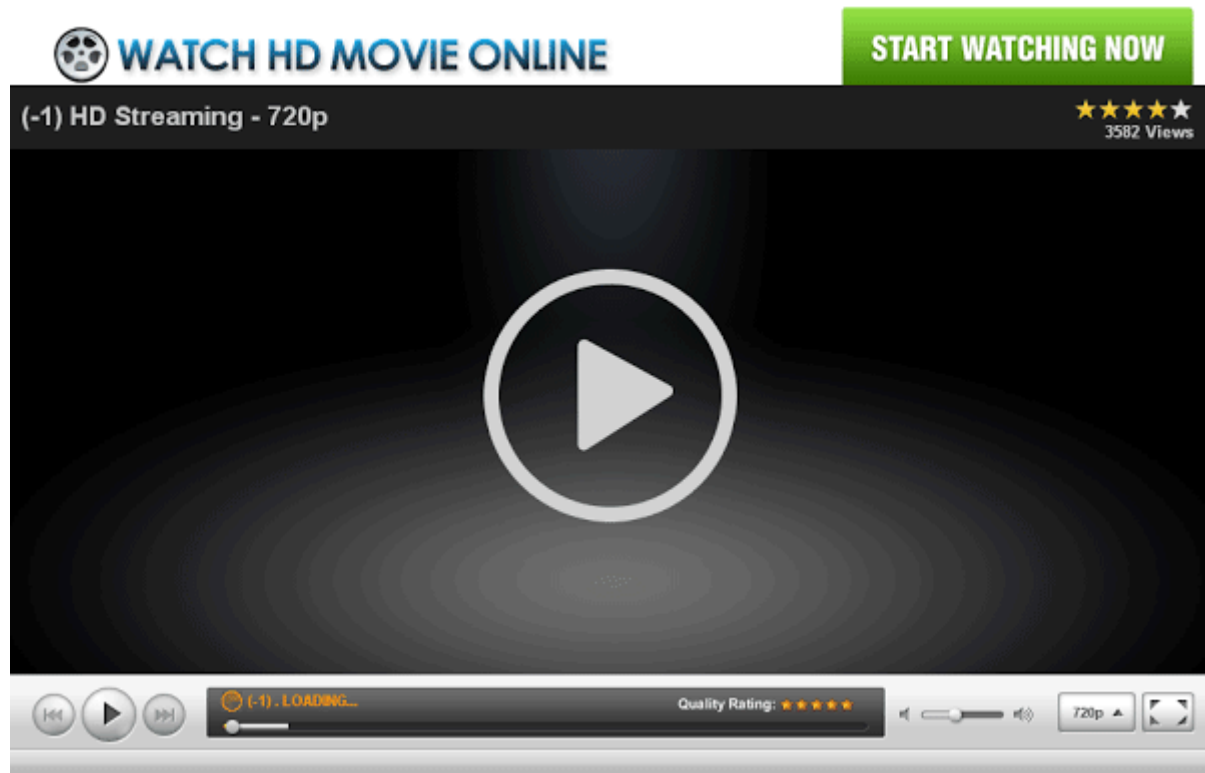 WATCH HD MOVIE ONLINE
START WATCHING NOW
(-1) HD Streaming - 720p
3582 Views
(-1) . LOADING...
Quality Rating:
720p